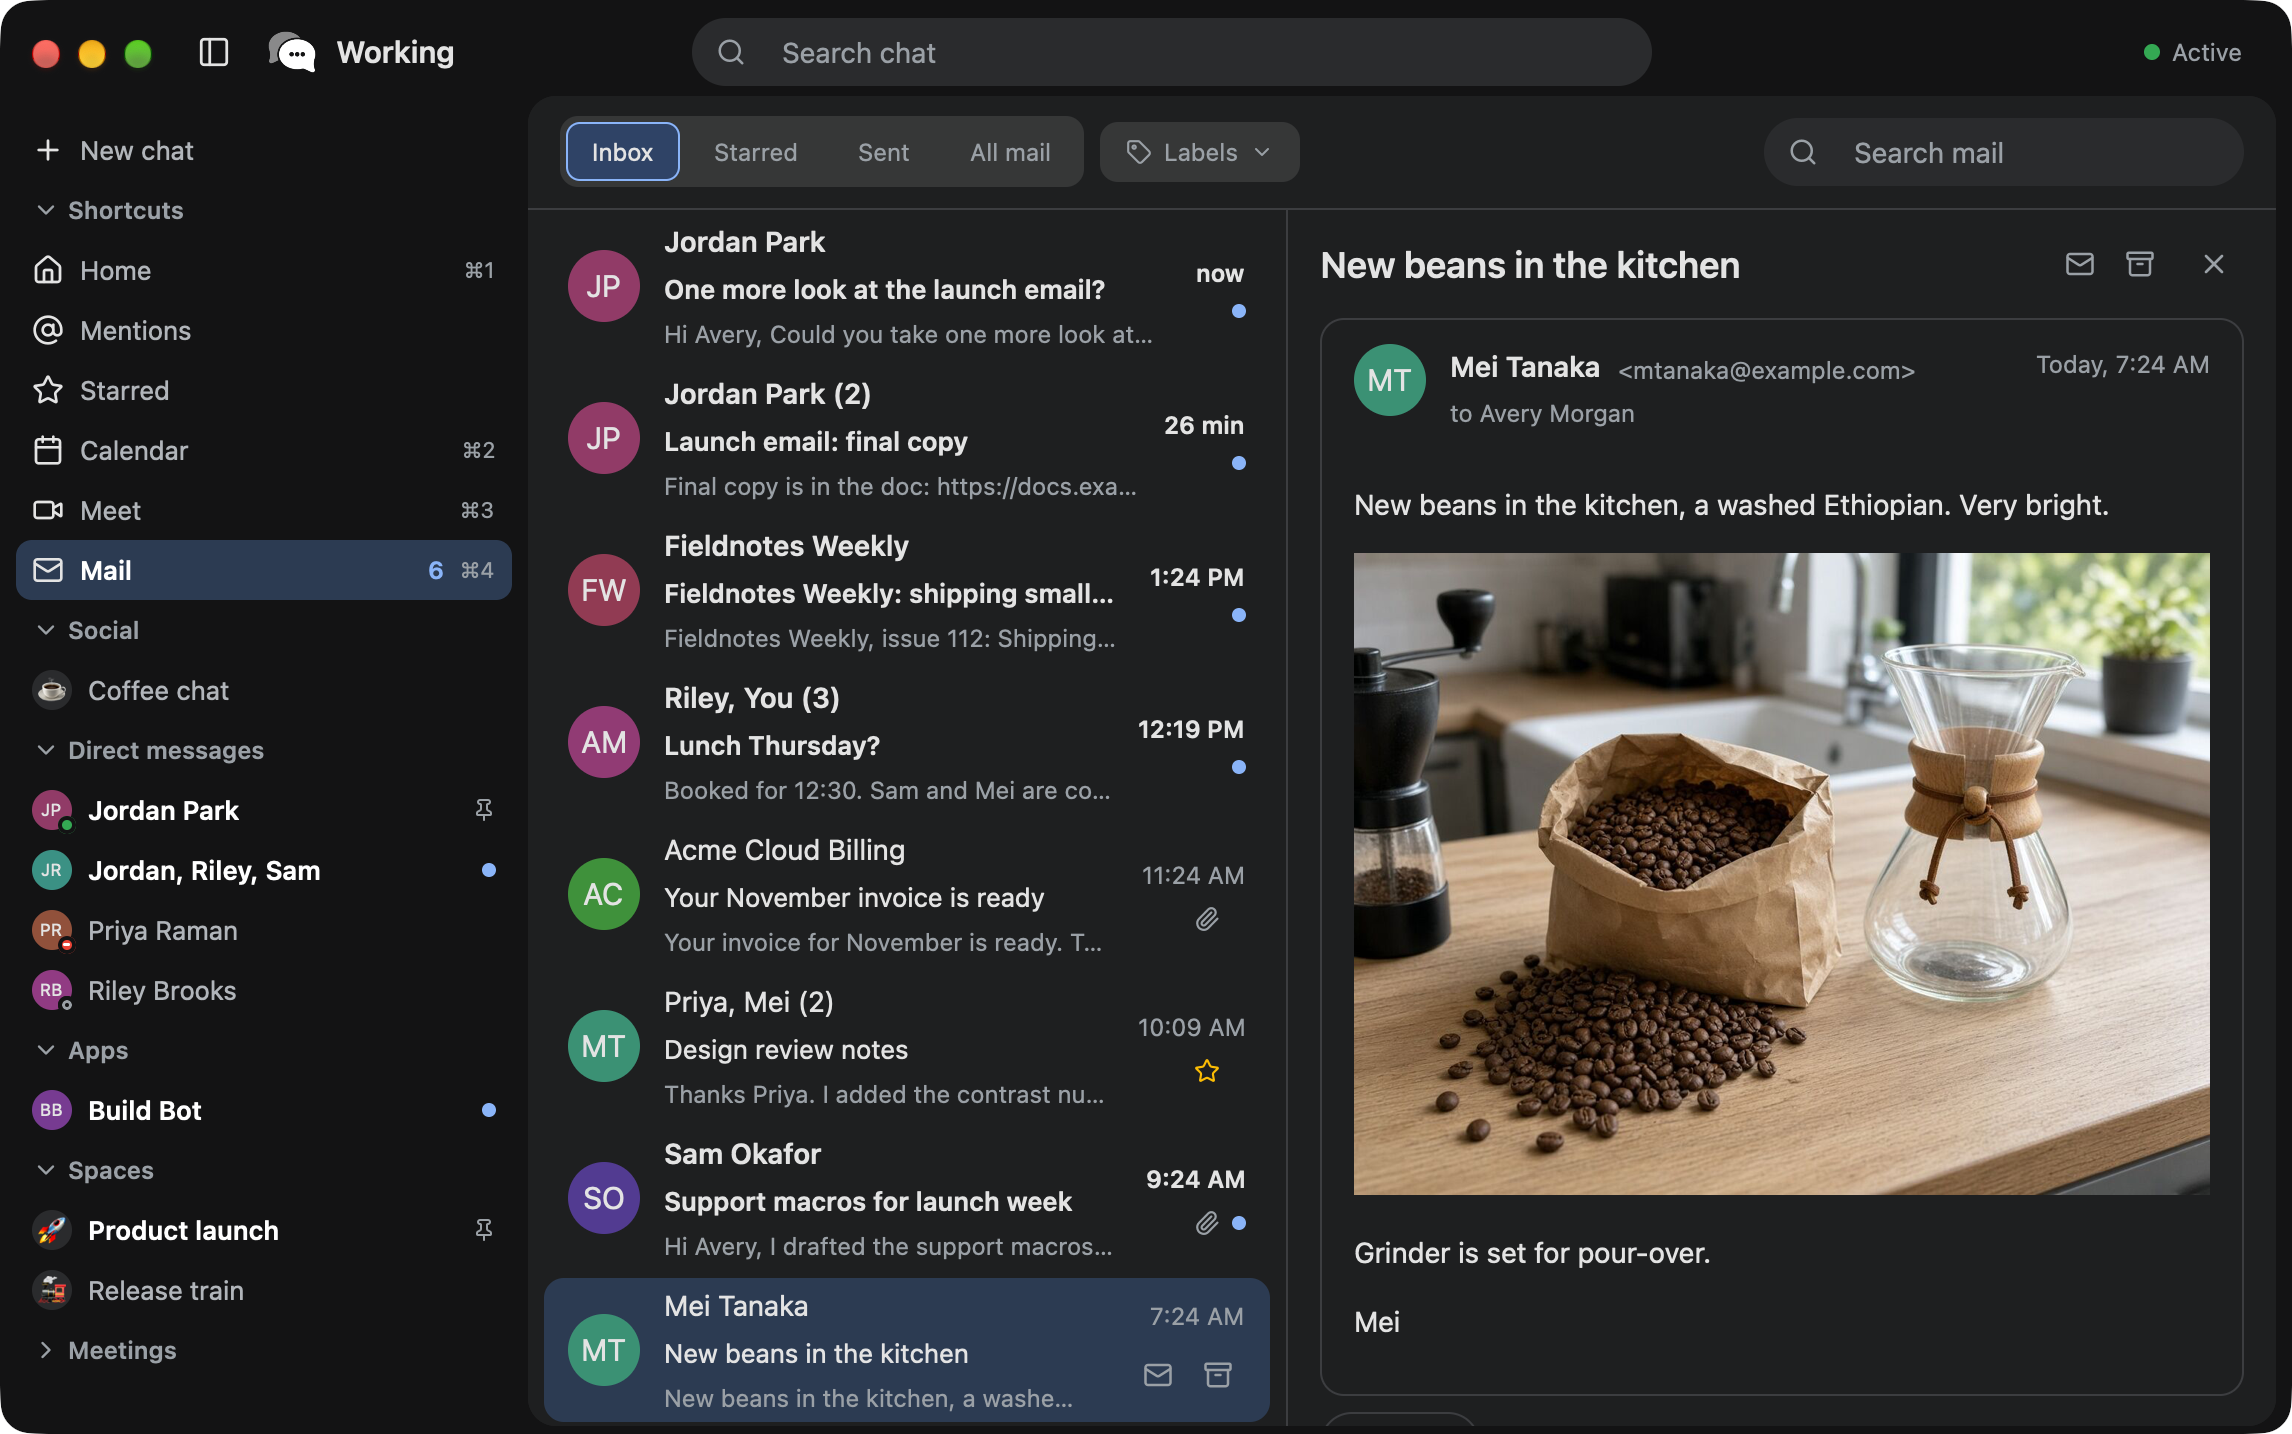 Working
Search chat
Active
New chat
Shortcuts
Home ⌘1
Mentions
Starred
Calendar ⌘2
Meet ⌘3
Mail 6 ⌘4
Social
Coffee chat
Direct messages
JP Jordan Park
JR Jordan, Riley, Sam
PR Priya Raman
RB Riley Brooks
Apps
BB Build Bot
Spaces
Product launch
Release train
Meetings
Inbox Starred Sent All mail Labels
Search mail
JP
Jordan Park
now
One more look at the launch email?
Hi Avery, Could you take one more look at...
JP
Jordan Park (2)
26 min
Launch email: final copy
Final copy is in the doc: https://docs.exa...
FW
Fieldnotes Weekly
1:24 PM
Fieldnotes Weekly: shipping small...
Fieldnotes Weekly, issue 112: Shipping...
AM
Riley, You (3)
12:19 PM
Lunch Thursday?
Booked for 12:30. Sam and Mei are co...
AC
Acme Cloud Billing
11:24 AM
Your November invoice is ready
Your invoice for November is ready. T...
MT
Priya, Mei (2)
10:09 AM
Design review notes
Thanks Priya. I added the contrast nu...
SO
Sam Okafor
9:24 AM
Support macros for launch week
Hi Avery, I drafted the support macros...
MT
Mei Tanaka
7:24 AM
New beans in the kitchen
New beans in the kitchen, a washe...
New beans in the kitchen
MT
Mei Tanaka <mtanaka@example.com>
Today, 7:24 AM
to Avery Morgan
New beans in the kitchen, a washed Ethiopian. Very bright.
Grinder is set for pour-over.
Mei